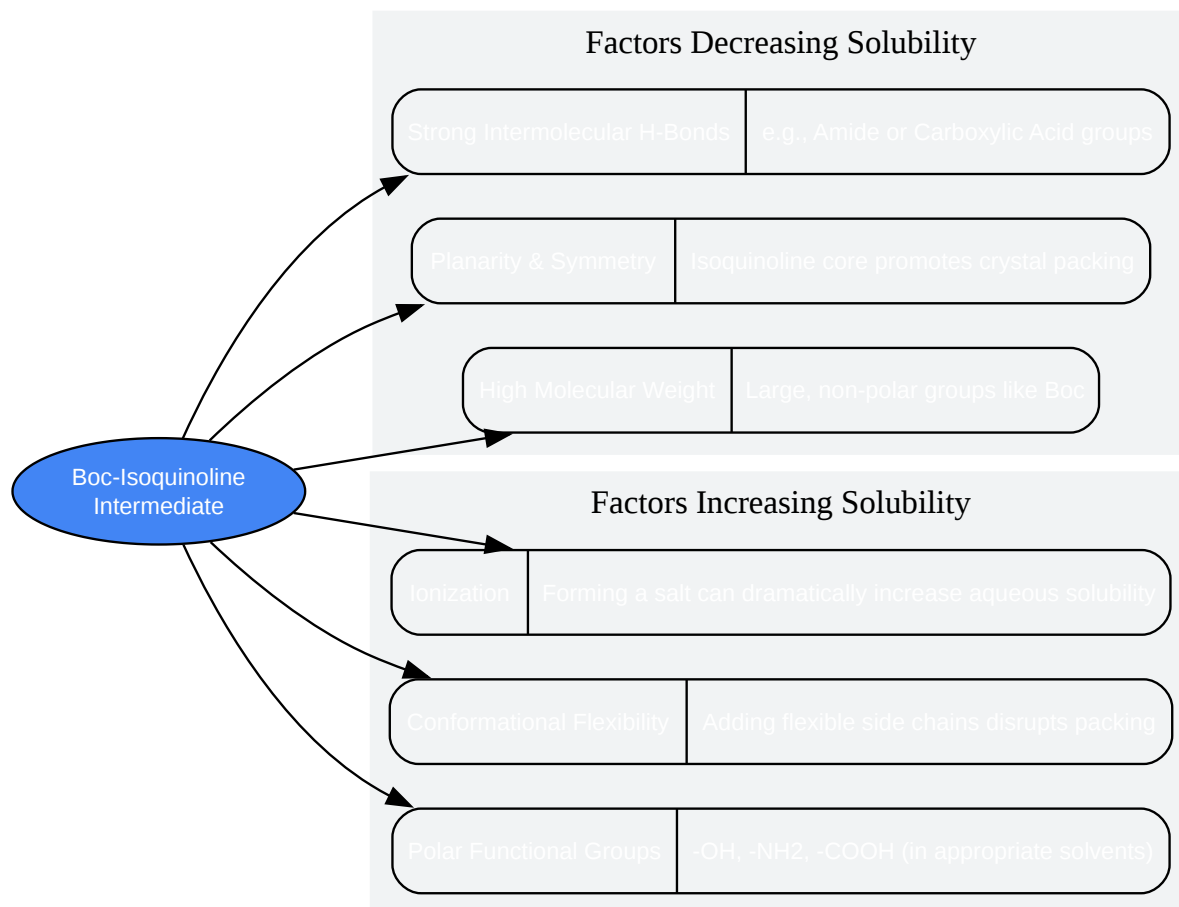 Factors Decreasing Solubility
Strong Intermolecular H-Bonds
e.g., Amide or Carboxylic Acid groups
Planarity & Symmetry
Isoquinoline core promotes crystal packing
High Molecular Weight
Large, non-polar groups like Boc
Boc-Isoquinoline
Intermediate
Factors Increasing Solubility
Ionization
Forming a salt can dramatically increase aqueous solubility
Conformational Flexibility
Adding flexible side chains disrupts packing
Polar Functional Groups
-OH, -NH2, -COOH (in appropriate solvents)